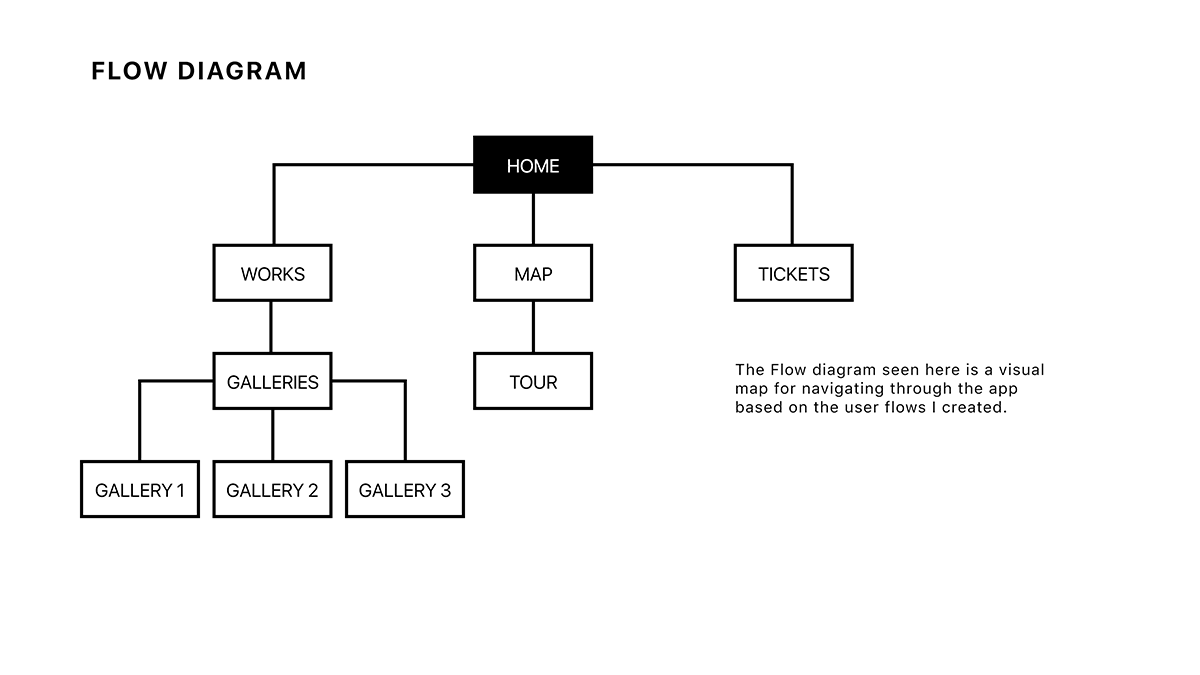 FLOW DIAGRAM
HOME
WORKS
MAP
TICKETS
GALLERIES
TOUR
The Flow diagram seen here is a visual
map for navigating through the app
based on the user flows I created.
GALLERY 1
GALLERY 2
GALLERY 3